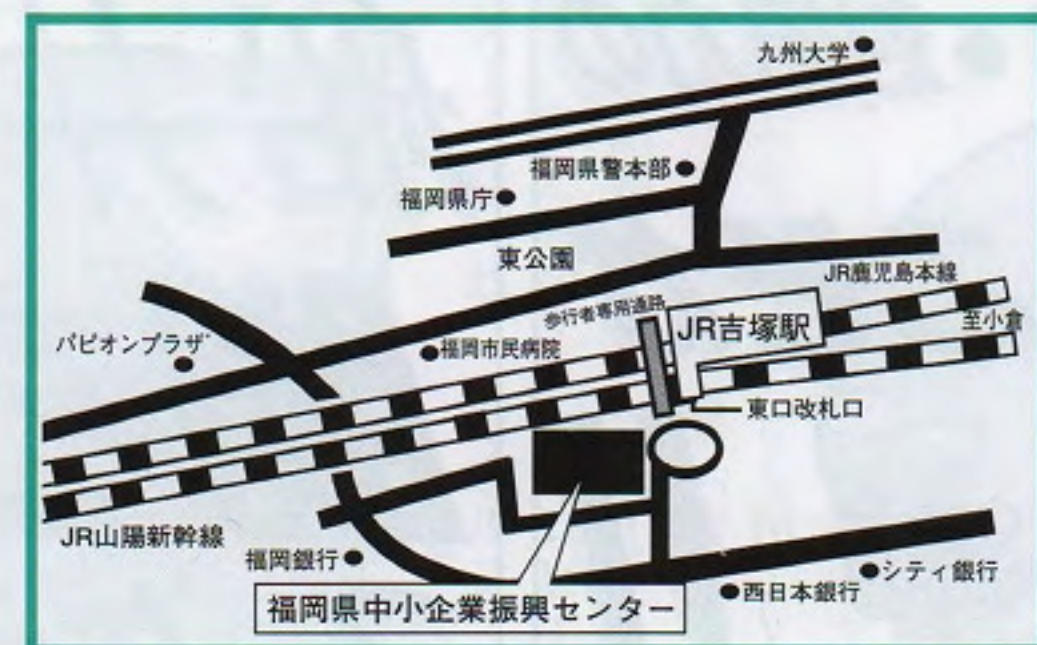 九州大学
福岡県警本部
福岡県庁
東公園
JR鹿児島本線
至小倉
歩行者専用通路
JR吉塚駅
パピオンプラザ
福岡市民病院
東口改札口
JR山陽新幹線
福岡銀行
シティ銀行
西日本銀行
福岡県中小企業振興センター